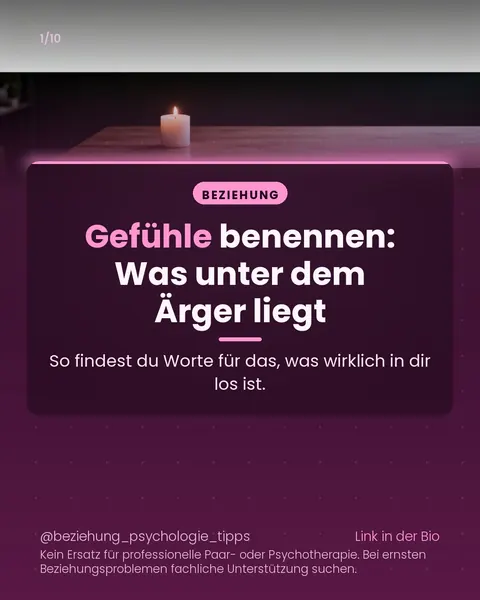 1/10
BEZIEHUNG
Gefühle benennen:
Was unter dem
Ärger liegt
So findest du Worte für das, was wirklich in dir
los ist.
@beziehung_psychologie_tipps
Link in der Bio
Kein Ersatz für professionelle Paar- oder Psychotherapie. Bei ernsten
Beziehungsproblemen fachliche Unterstützung suchen.